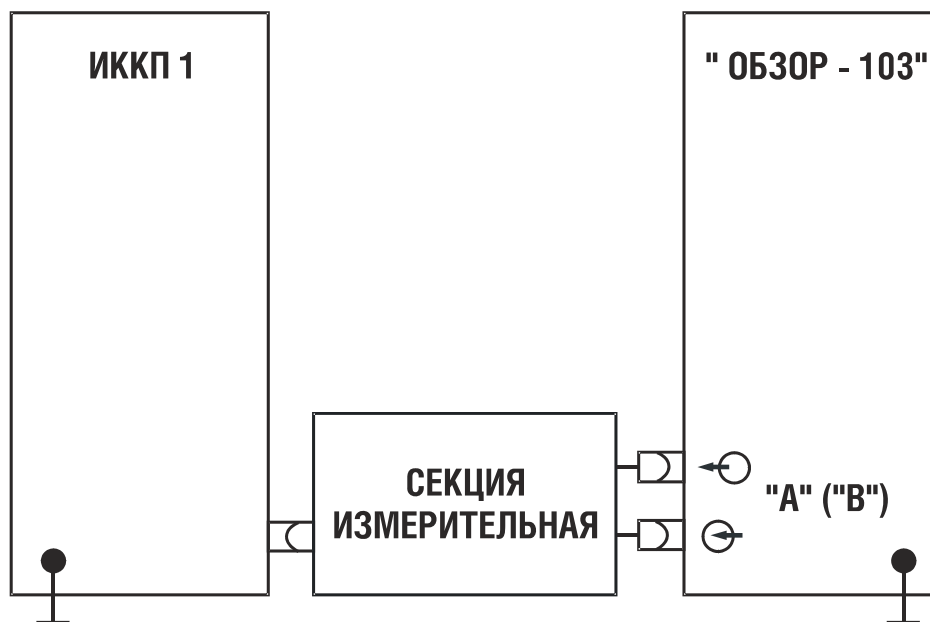 ИККП 1
" ОБЗОР - 103"
СЕКЦИЯ
ИЗМЕРИТЕЛЬНАЯ
"А" ("В")